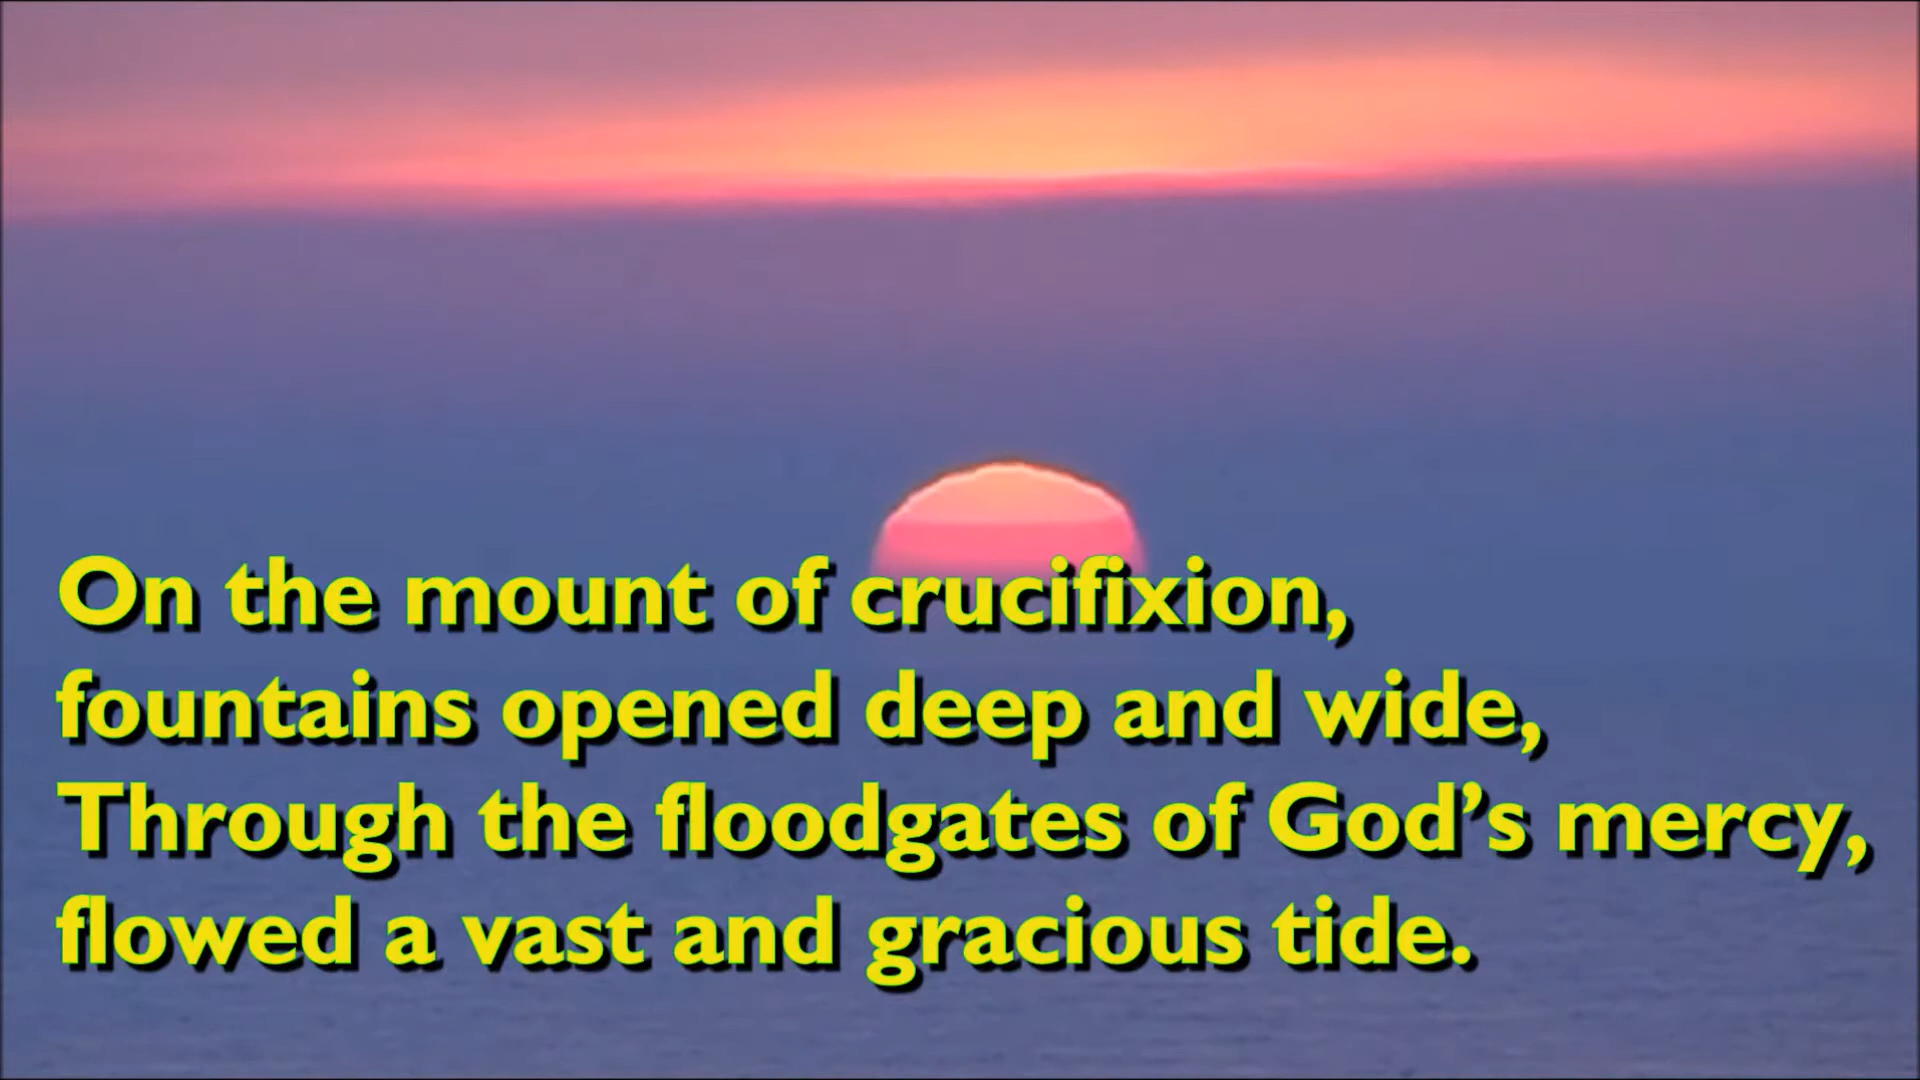 On the mount of crucifixion,
fountains opened deep and wide,
Through the floodgates of God’s mercy,
flowed a vast and gracious tide.